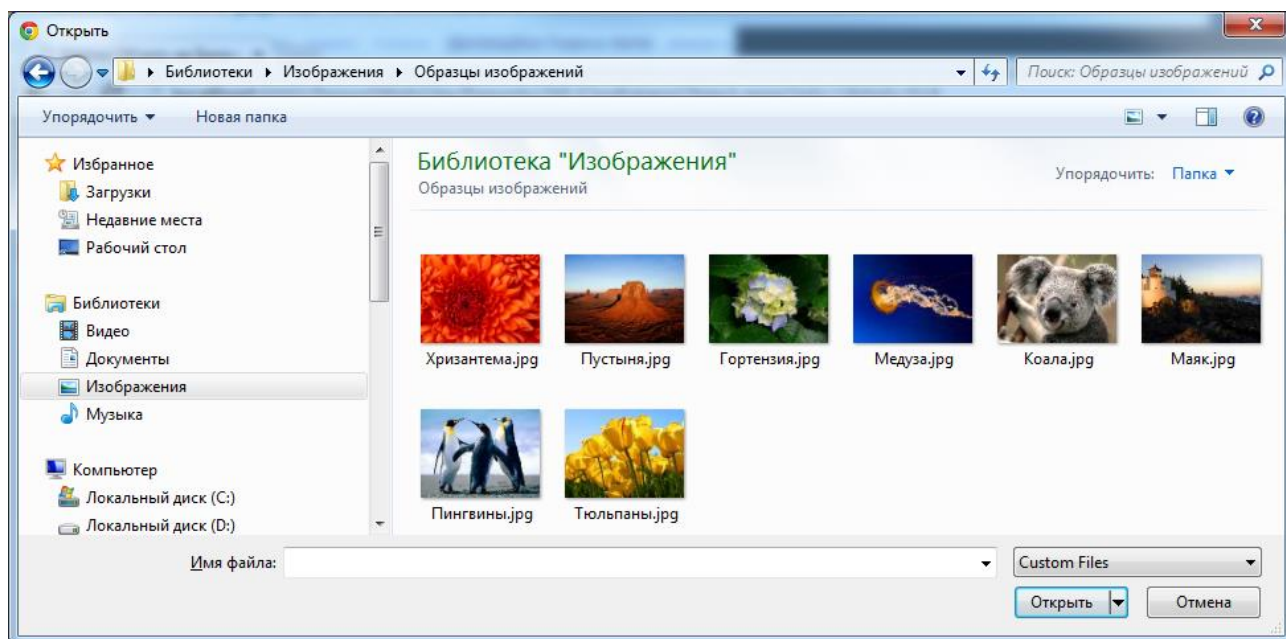 Открыть
Библиотеки Изображения Образцы изображений
Поиск: Образцы изображений
Упорядочить Новая папка
Избранное
Загрузки
Недавние места
Рабочий стол
Библиотеки
Видео
Документы
Изображения
Музыка
Компьютер
Локальный диск (C:)
Локальный диск (D:)
Библиотека "Изображения"
Образцы изображений
Упорядочить: Папка
Хризантема.jpg Пустыня.jpg Гортензия.jpg Медуза.jpg Коала.jpg Маяк.jpg
Пингвины.jpg Тюльпаны.jpg
Имя файла:
Custom Files
Открыть Отмена